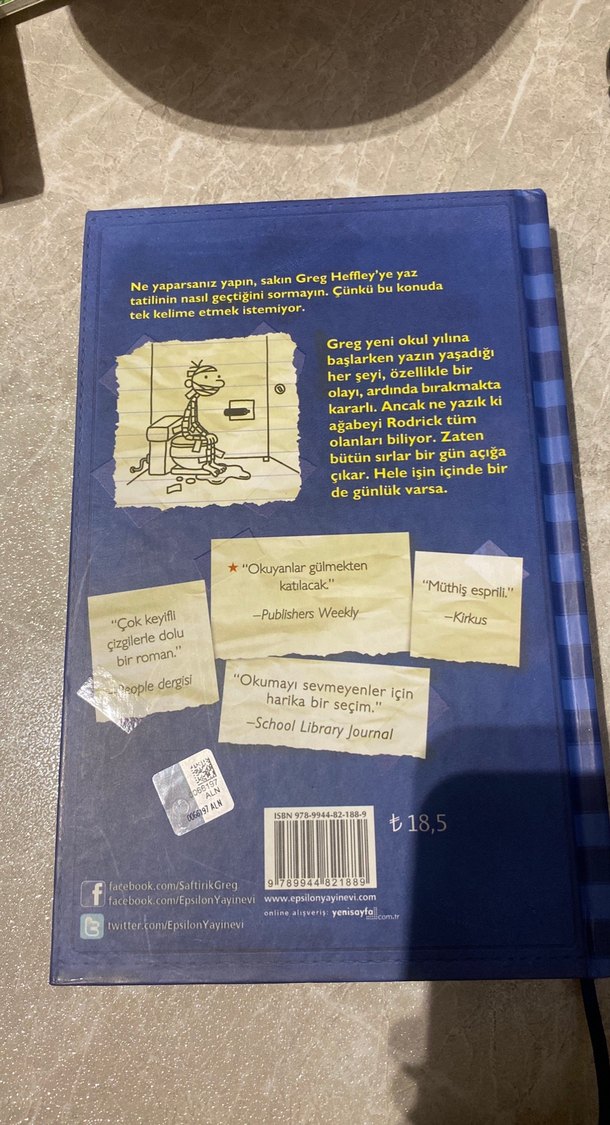 Ne yaparsanız yapın, sakın Greg Heffley'ye yaz
tatilinin nasıl geçtiğini sormayın. Çünkü bu konuda
tek kelime etmek istemiyor.
Greg yeni okul yılına
başlarken yazın yaşadığı
her şeyi, özellikle bir
olayı, ardında bırakmakta
kararlı. Ancak ne yazık ki
ağabeyi Rodrick tüm
olanları biliyor. Zaten
bütün sırlar bir gün açığa
çıkar. Hele işin içinde bir
de günlük varsa.
"Okuyanlar gülmekten
katılacak."
–Publishers Weekly
"Müthiş esprili."
–Kirkus
"Çok keyifli
çizgilerle dolu
bir roman."
–People dergisi
"Okumayı sevmeyenler için
harika bir seçim."
–School Library Journal
066197
ALN
0066197 ALN
ISBN 978-9944-82-188-9
9 789944 821889
₺ 18,5
www.epsilonyayinevi.com
online alışveriş: yenisayfa.com.tr
facebook.com/SaftirikGreg
facebook.com/EpsilonYayinevi
twitter.com/EpsilonYayinevi